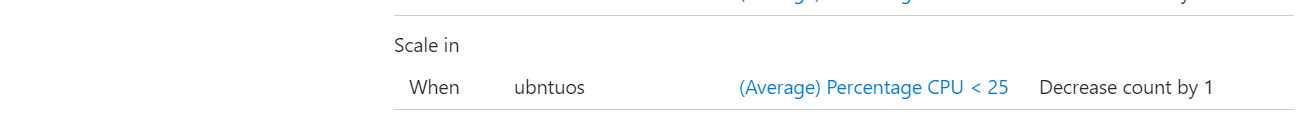 Scale in
When ubntuos (Average) Percentage CPU < 25 Decrease count by 1